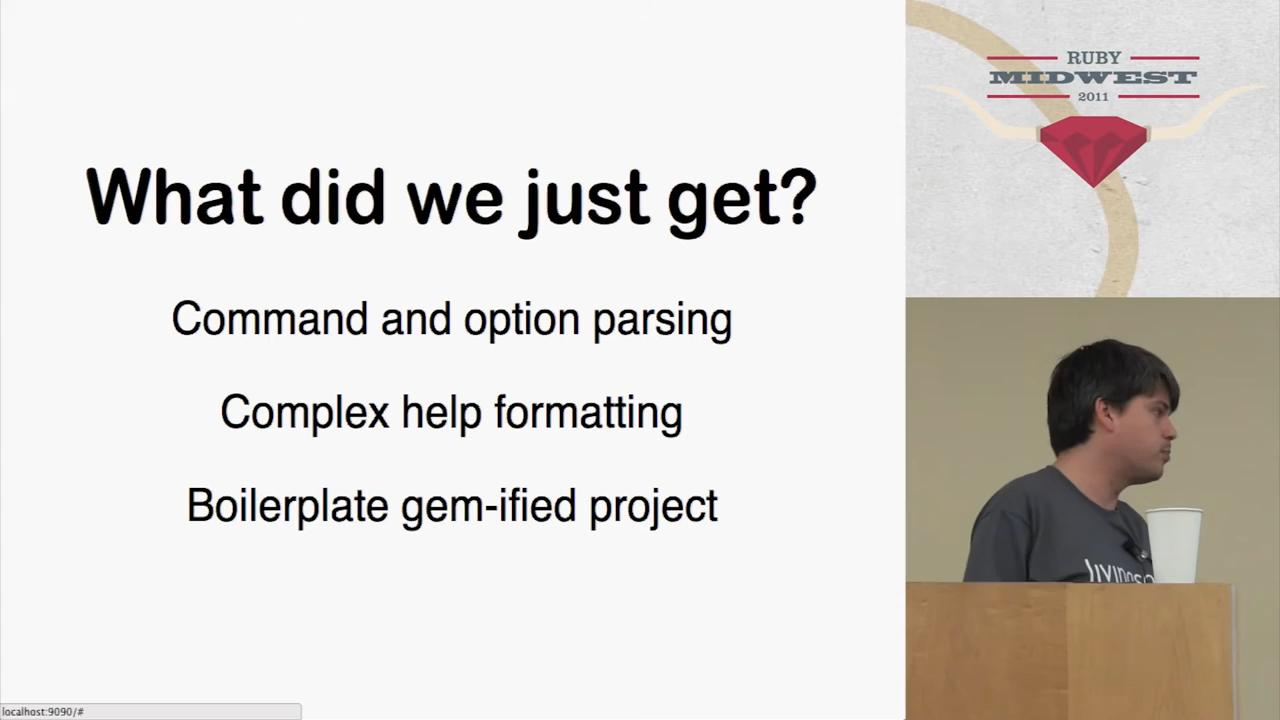 What did we just get?
Command and option parsing
Complex help formatting
Boilerplate gem-ified project
localhost:9090/#
RUBY
MIDWEST
2011